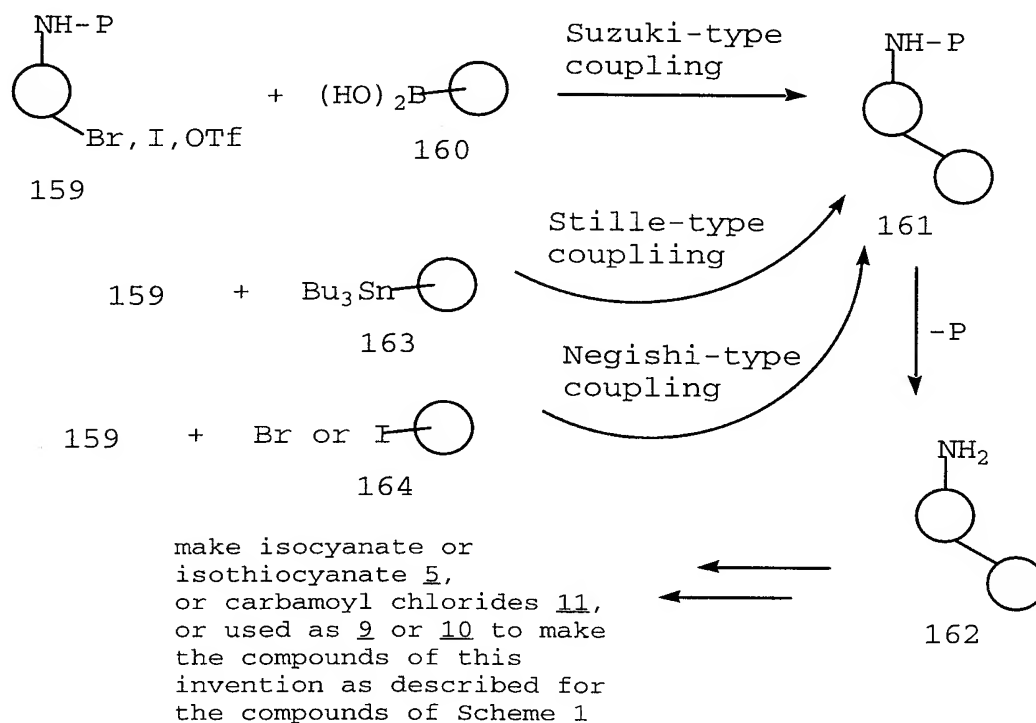 NH-P
Br, I, OTf
159
+
(HO)₂B
160
Suzuki-type
coupling
NH-P
161
159
+
Bu₃Sn
163
Stille-type
coupliing
159
+
Br or I
164
Negishi-type
coupling
-P
NH₂
162
make isocyanate or
isothiocyanate 5,
or carbamoyl chlorides 11,
or used as 9 or 10 to make
the compounds of this
invention as described for
the compounds of Scheme 1